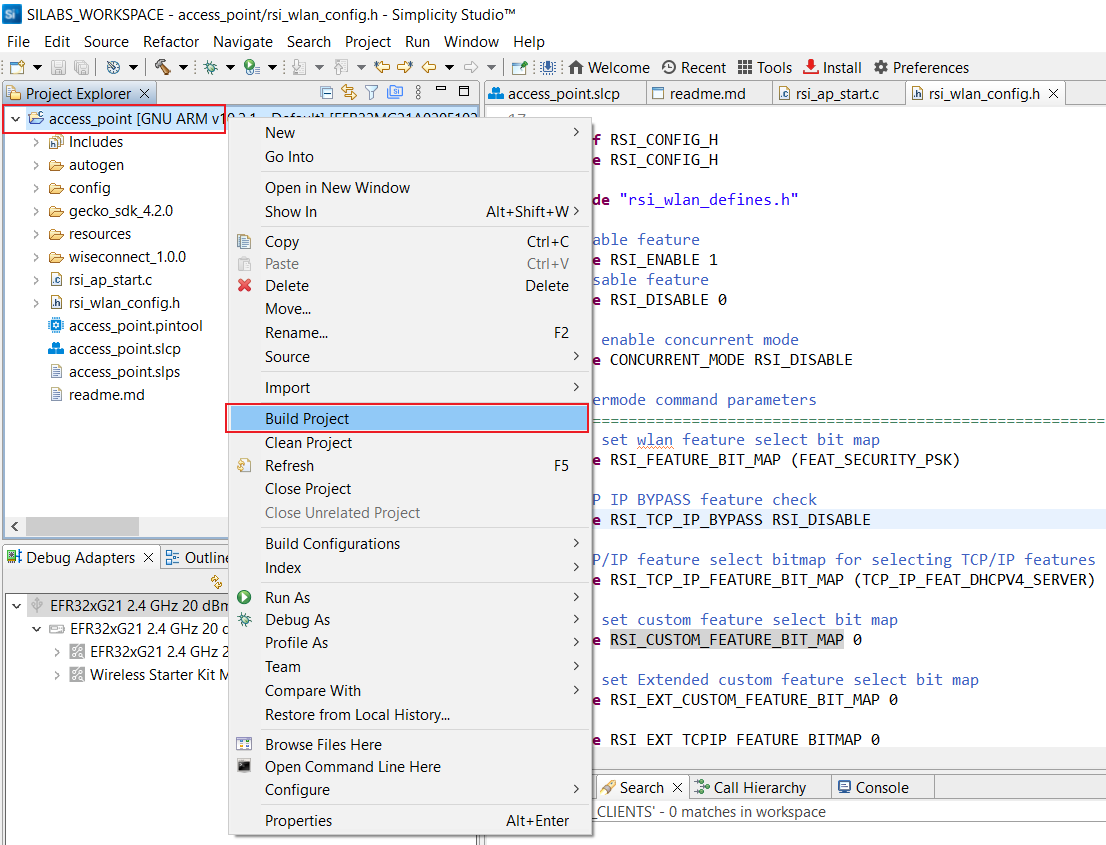 SILABS_WORKSPACE - access_point/rsi_wlan_config.h - Simplicity Studio™
File Edit Source Refactor Navigate Search Project Run Window Help
Welcome Recent Tools Install Preferences
Project Explorer
access_point [GNU ARM v10.2.1 - Default] [EFR32MG21A020F1024
Includes
autogen
config
gecko_sdk_4.2.0
resources
wiseconnect_1.0.0
rsi_ap_start.c
rsi_wlan_config.h
access_point.pintool
access_point.slcp
access_point.slps
readme.md
Debug Adapters Outline
EFR32xG21 2.4 GHz 20 dBm
EFR32xG21 2.4 GHz 20 d
EFR32xG21 2.4 GHz 2
Wireless Starter Kit M
New
Go Into
Open in New Window
Show In Alt+Shift+W
Copy Ctrl+C
Paste Ctrl+V
Delete Delete
Move...
Rename... F2
Source
Import
Build Project
Clean Project
Refresh F5
Close Project
Close Unrelated Project
Build Configurations
Index
Run As
Debug As
Profile As
Team
Compare With
Restore from Local History...
Browse Files Here
Open Command Line Here
Configure
Properties Alt+Enter
access_point.slcp readme.md rsi_ap_start.c rsi_wlan_config.h
17
f RSI_CONFIG_H
e RSI_CONFIG_H
de "rsi_wlan_defines.h"
able feature
e RSI_ENABLE 1
sable feature
e RSI_DISABLE 0
enable concurrent mode
e CONCURRENT_MODE RSI_DISABLE
ermode command parameters
=========================================================
set wlan feature select bit map
e RSI_FEATURE_BIT_MAP (FEAT_SECURITY_PSK)
P IP BYPASS feature check
e RSI_TCP_IP_BYPASS RSI_DISABLE
P/IP feature select bitmap for selecting TCP/IP features
e RSI_TCP_IP_FEATURE_BIT_MAP (TCP_IP_FEAT_DHCPV4_SERVER)
set custom feature select bit map
e RSI_CUSTOM_FEATURE_BIT_MAP 0
set Extended custom feature select bit map
e RSI_EXT_CUSTOM_FEATURE_BIT_MAP 0
e RSI_EXT_TCPIP_FEATURE_BITMAP 0
Search Call Hierarchy Console
_CLIENTS' - 0 matches in workspace